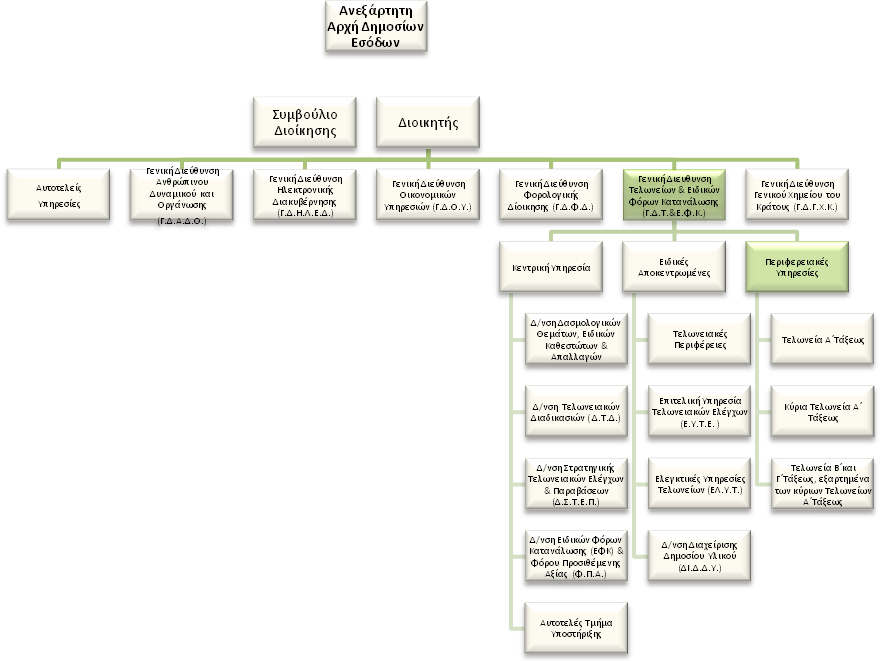 Ανεξάρτητη
Αρχή Δημοσίων
Εσόδων
Συμβούλιο
Διοίκησης
Διοικητής
Αυτοτελείς
Υπηρεσίες
Γενική Διεύθυνση
Ανθρώπινου
Δυναμικού και
Οργάνωσης
(Γ.Δ.Α.Δ.Ο.)
Γενική Διεύθυνση
Ηλεκτρονικής
Διακυβέρνησης
(Γ.Δ.ΗΛ.Ε.Δ.)
Γενική Διεύθυνση
Οικονομικών
Υπηρεσιών (Γ.Δ.Ο.Υ.)
Γενική Διεύθυνση
Φορολογικής
Διοίκησης (Γ.Δ.Φ.Δ.)
Γενική Διευθυνση
Τελωνείων & Ειδικών
Φόρων Κατανάλωσης
(Γ.Δ.Τ.&Ε.Φ.Κ.)
Γενική Διεύθυνση
Γενικού Χημείου του
Κράτους (Γ.Δ.Γ.Χ.Κ.)
Κεντρική Υπηρεσία
Ειδικές
Αποκεντρωμένες
Περιφερειακές
Υπηρεσίες
Δ/νση Δασμολογικών
Θεμάτων, Ειδικών
Καθεστώτων &
Απαλλαγών
Τελωνειακές
Περιφέρειες
Τελωνεία Α΄Τάξεως
Δ/νση Τελωνειακών
Διαδικασιών (Δ.Τ.Δ.)
Επιτελική Υπηρεσία
Τελωνειακών Ελέγχων
(Ε.Υ.Τ.Ε.)
Κύρια Τελωνεία Α΄
Τάξεως
Δ/νση Στρατηγικής
Τελωνειακών Ελέγχων
& Παραβάσεων
(Δ.Σ.Τ.Ε.Π.)
Ελεγκτικές Υπηρεσίες
Τελωνείων (ΕΛ.Υ.Τ.)
Τελωνεία Β΄και
Γ΄Τάξεως, εξαρτημένα
των κύριων Τελωνείων
Α΄Τάξεως
Δ/νση Ειδικών Φόρων
Κατανάλωσης (ΕΦΚ) &
Φόρου Προστιθέμενης
Αξίας (Φ.Π.Α.)
Δ/νση Διαχείρισης
Δημοσίου Υλικού
(ΔΙ.Δ.Δ.Υ.)
Αυτοτελές Τμήμα
Υποστήριξης